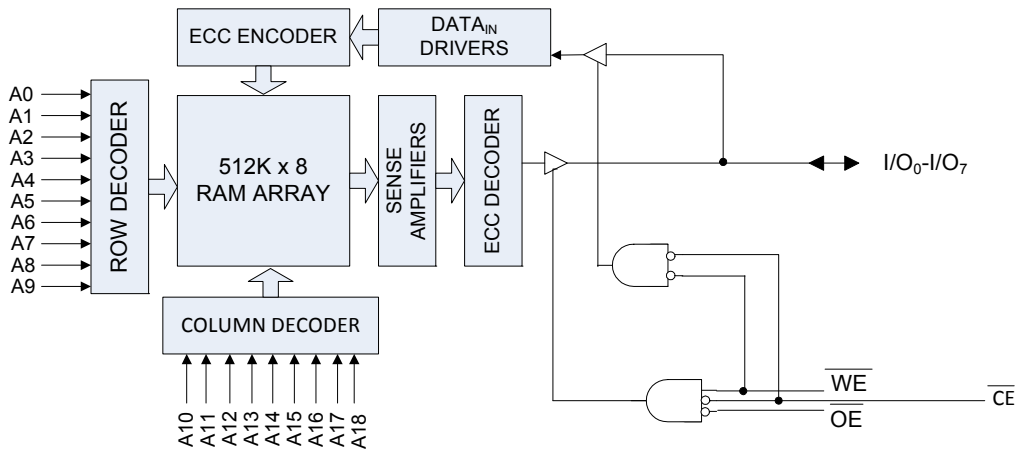 ECC ENCODER
DATAIN
DRIVERS
A0
A1
A2
A3
A4
A5
A6
A7
A8
A9
ROW DECODER
512K x 8
RAM ARRAY
SENSE
AMPLIFIERS
ECC DECODER
I/O0-I/O7
COLUMN DECODER
A10
A11
A12
A13
A14
A15
A16
A17
A18
WE
OE
CE